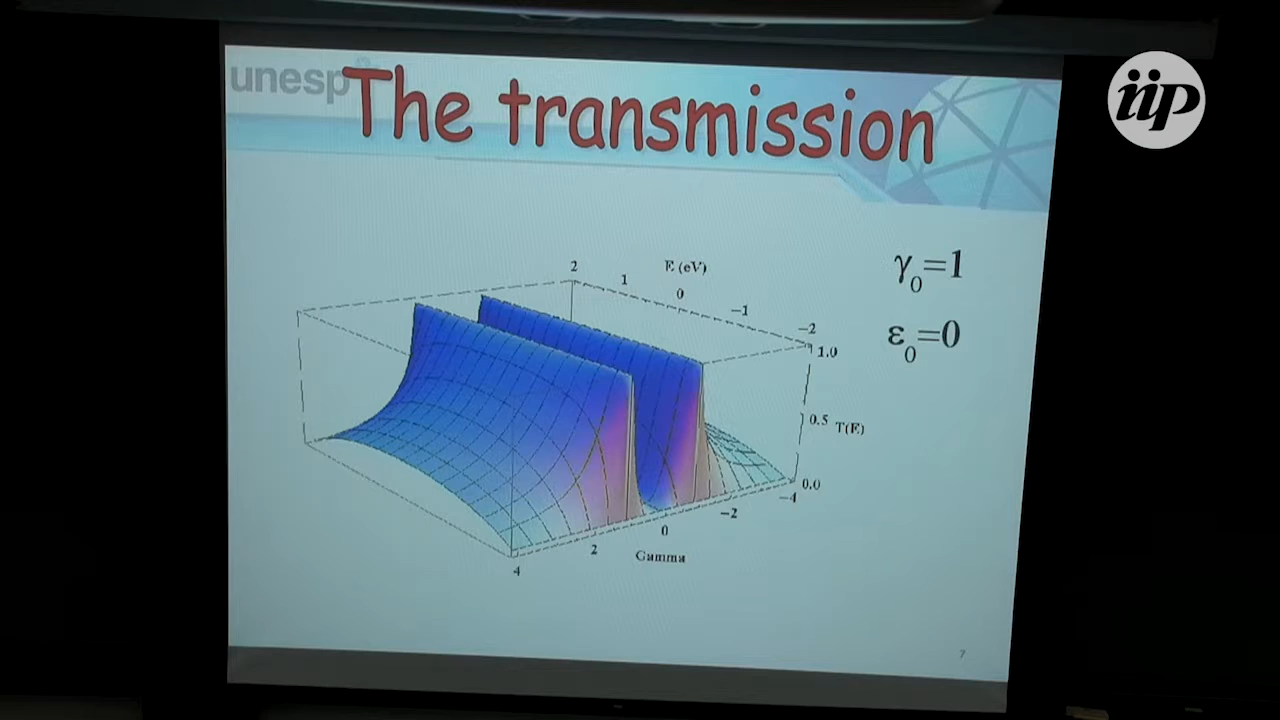 iip
unesp
The transmission
γ0=1
ε0=0
2
1
E (eV)
0
−1
−2
1.0
0.5 T(E)
0.0
−4
−2
0
Gamma
2
4
7